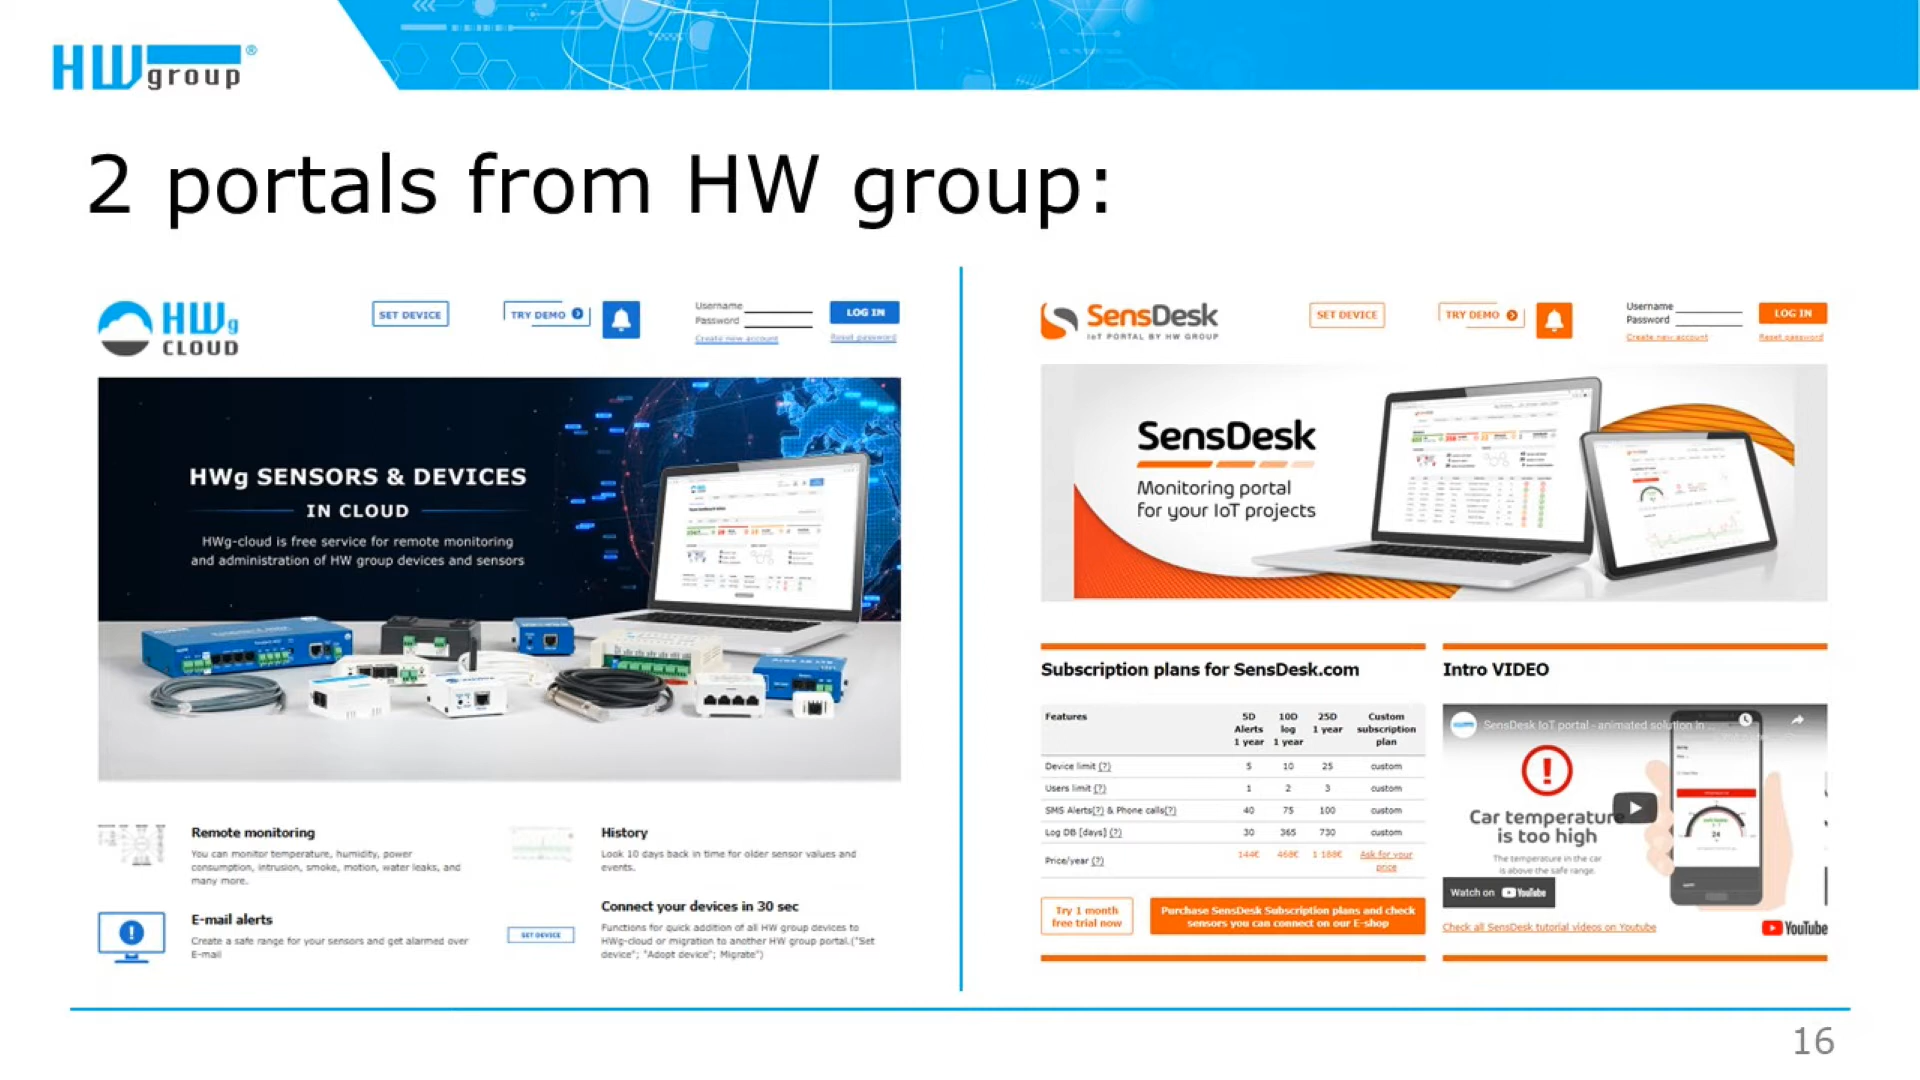 HWgroup®
2 portals from HW group:
HWg
CLOUD
SET DEVICE
TRY DEMO
Username
Password
LOG IN
Create new account
Reset password
HWg SENSORS & DEVICES
IN CLOUD
HWg-cloud is free service for remote monitoring
and administration of HW group devices and sensors
Remote monitoring
You can monitor temperature, humidity, power
consumption, intrusion, smoke, motion, water leaks, and
many more.
History
Look 10 days back in time for older sensor values and
events.
E-mail alerts
Create a safe range for your sensors and get alarmed over
E-mail
SET DEVICE
Connect your devices in 30 sec
Functions for quick addition of all HW group devices to
HWg-cloud or migration to another HW group portal.("Set
device"; "Adopt device"; Migrate")
SensDesk
IoT PORTAL BY HW GROUP
SET DEVICE
TRY DEMO
Username
Password
LOG IN
Create new account
Reset password
SensDesk
Monitoring portal
for your IoT projects
Subscription plans for SensDesk.com
Features 5D Alerts 1 year 10D log 1 year 25D 1 year Custom subscription plan
Device limit (?) 5 10 25 custom
Users limit (?) 1 2 3 custom
SMS Alerts(?) & Phone calls(?) 40 75 100 custom
Log DB [days] (?) 30 365 730 custom
Price/year (?) 144€ 468€ 1 188€ Ask for your price
Try 1 month
free trial now
Purchase SensDesk Subscription plans and check
sensors you can connect on our E-shop
Intro VIDEO
SensDesk IoT portal - animated solution in ...
Car temperature
is too high
The temperature in the car
is above the safe range.
24
Watch on YouTube
Check all SensDesk tutorial videos on Youtube
YouTube
16